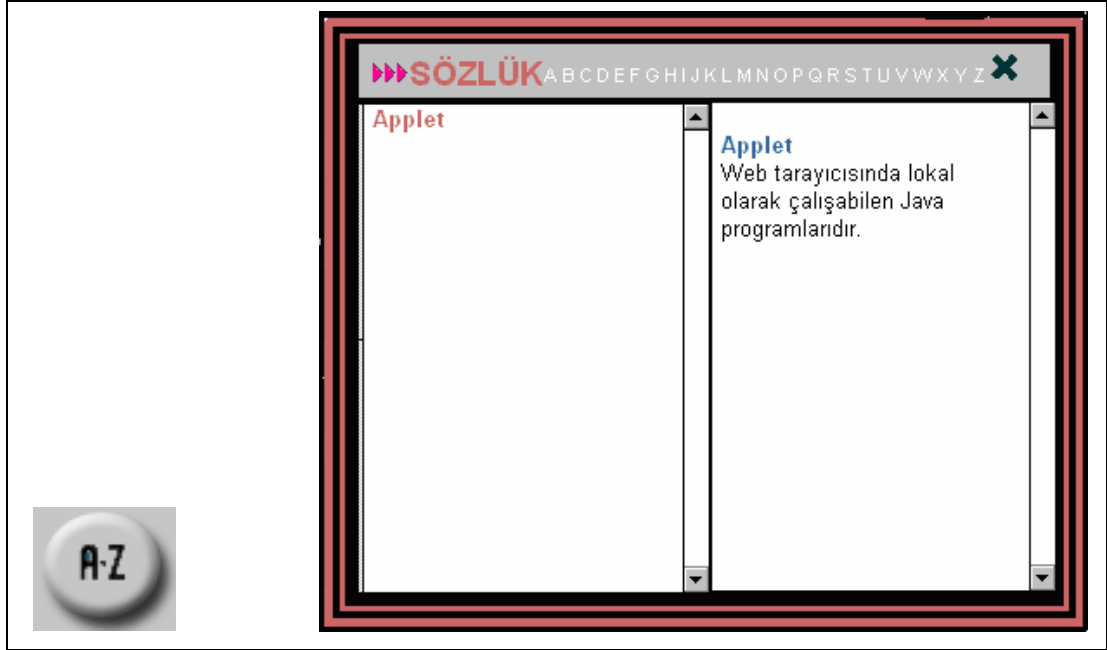 SÖZLÜK A B C D E F G H I J K L M N O P Q R S T U V W X Y Z
Applet
Applet
Web tarayıcısında lokal
olarak çalışabilen Java
programlarıdır.
A-Z